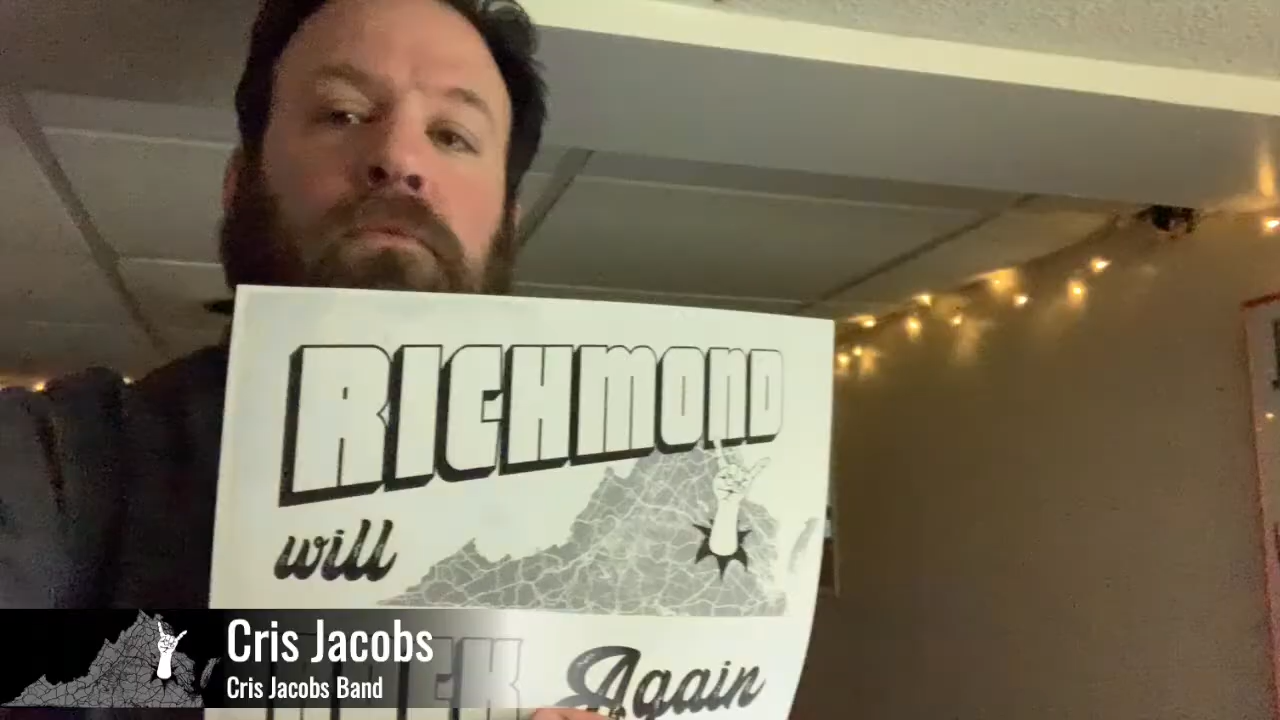 RICHMOND
will
Again
Cris Jacobs
Cris Jacobs Band